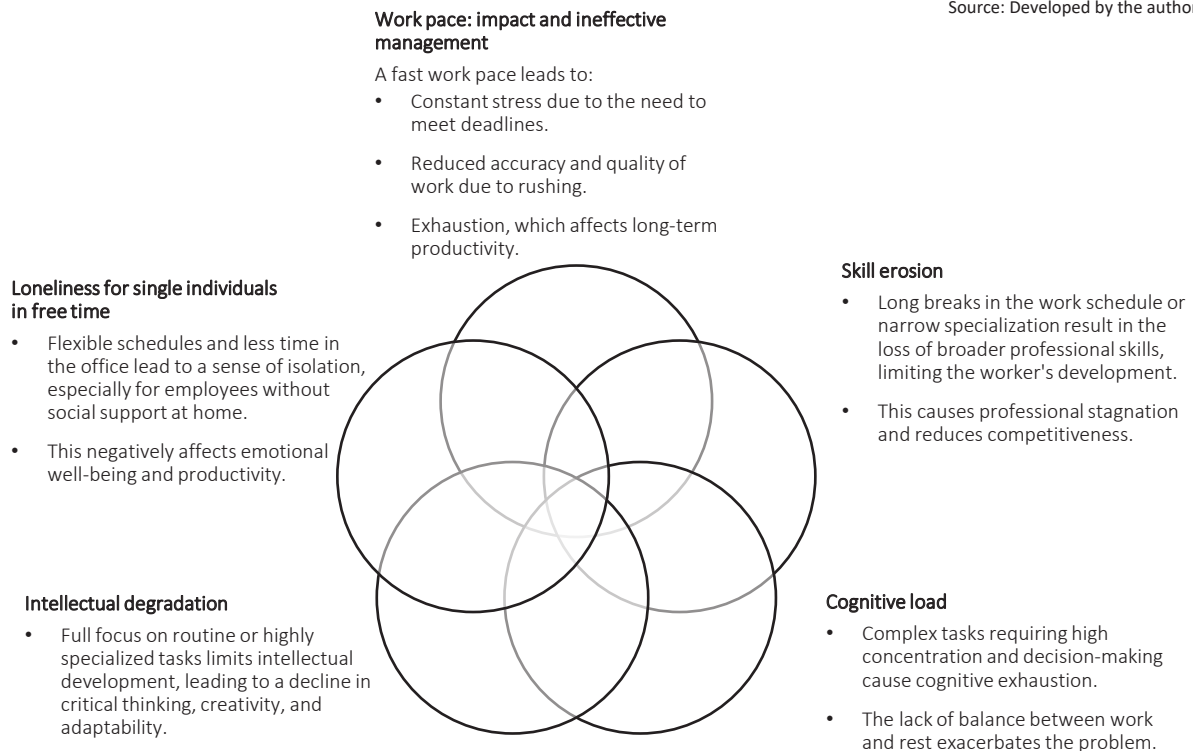 Source: Developed by the author
Work pace: impact and ineffective
management
A fast work pace leads to:
• Constant stress due to the need to
meet deadlines.
• Reduced accuracy and quality of
work due to rushing.
• Exhaustion, which affects long-term
productivity.
Loneliness for single individuals
in free time
• Flexible schedules and less time in
the office lead to a sense of isolation,
especially for employees without
social support at home.
• This negatively affects emotional
well-being and productivity.
Skill erosion
• Long breaks in the work schedule or
narrow specialization result in the
loss of broader professional skills,
limiting the worker's development.
• This causes professional stagnation
and reduces competitiveness.
Intellectual degradation
• Full focus on routine or highly
specialized tasks limits intellectual
development, leading to a decline in
critical thinking, creativity, and
adaptability.
Cognitive load
• Complex tasks requiring high
concentration and decision-making
cause cognitive exhaustion.
• The lack of balance between work
and rest exacerbates the problem.